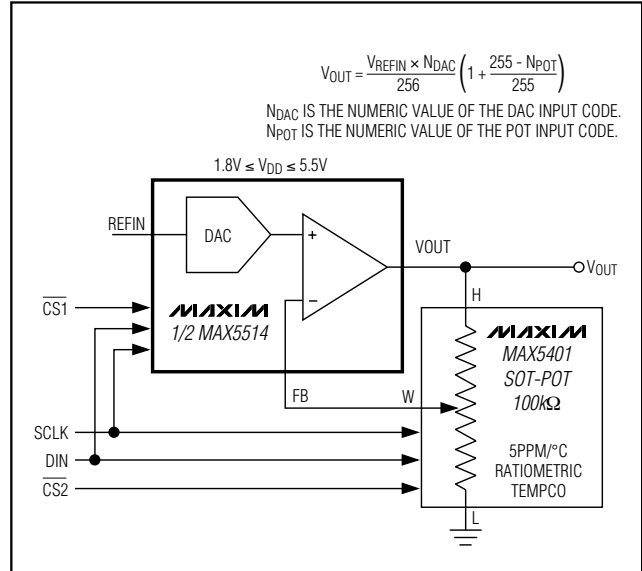 V_OUT = V_REFIN × N_DAC / 256 (1 + 255 - N_POT / 255)
N_DAC IS THE NUMERIC VALUE OF THE DAC INPUT CODE.
N_POT IS THE NUMERIC VALUE OF THE POT INPUT CODE.
1.8V ≤ V_DD ≤ 5.5V
REFIN
DAC
+
−
VOUT
V_OUT
H
CS1
MAXIM
1/2 MAX5514
MAXIM
MAX5401
SOT-POT
100kΩ
FB
W
SCLK
DIN
CS2
5PPM/°C
RATIOMETRIC
TEMPCO
L